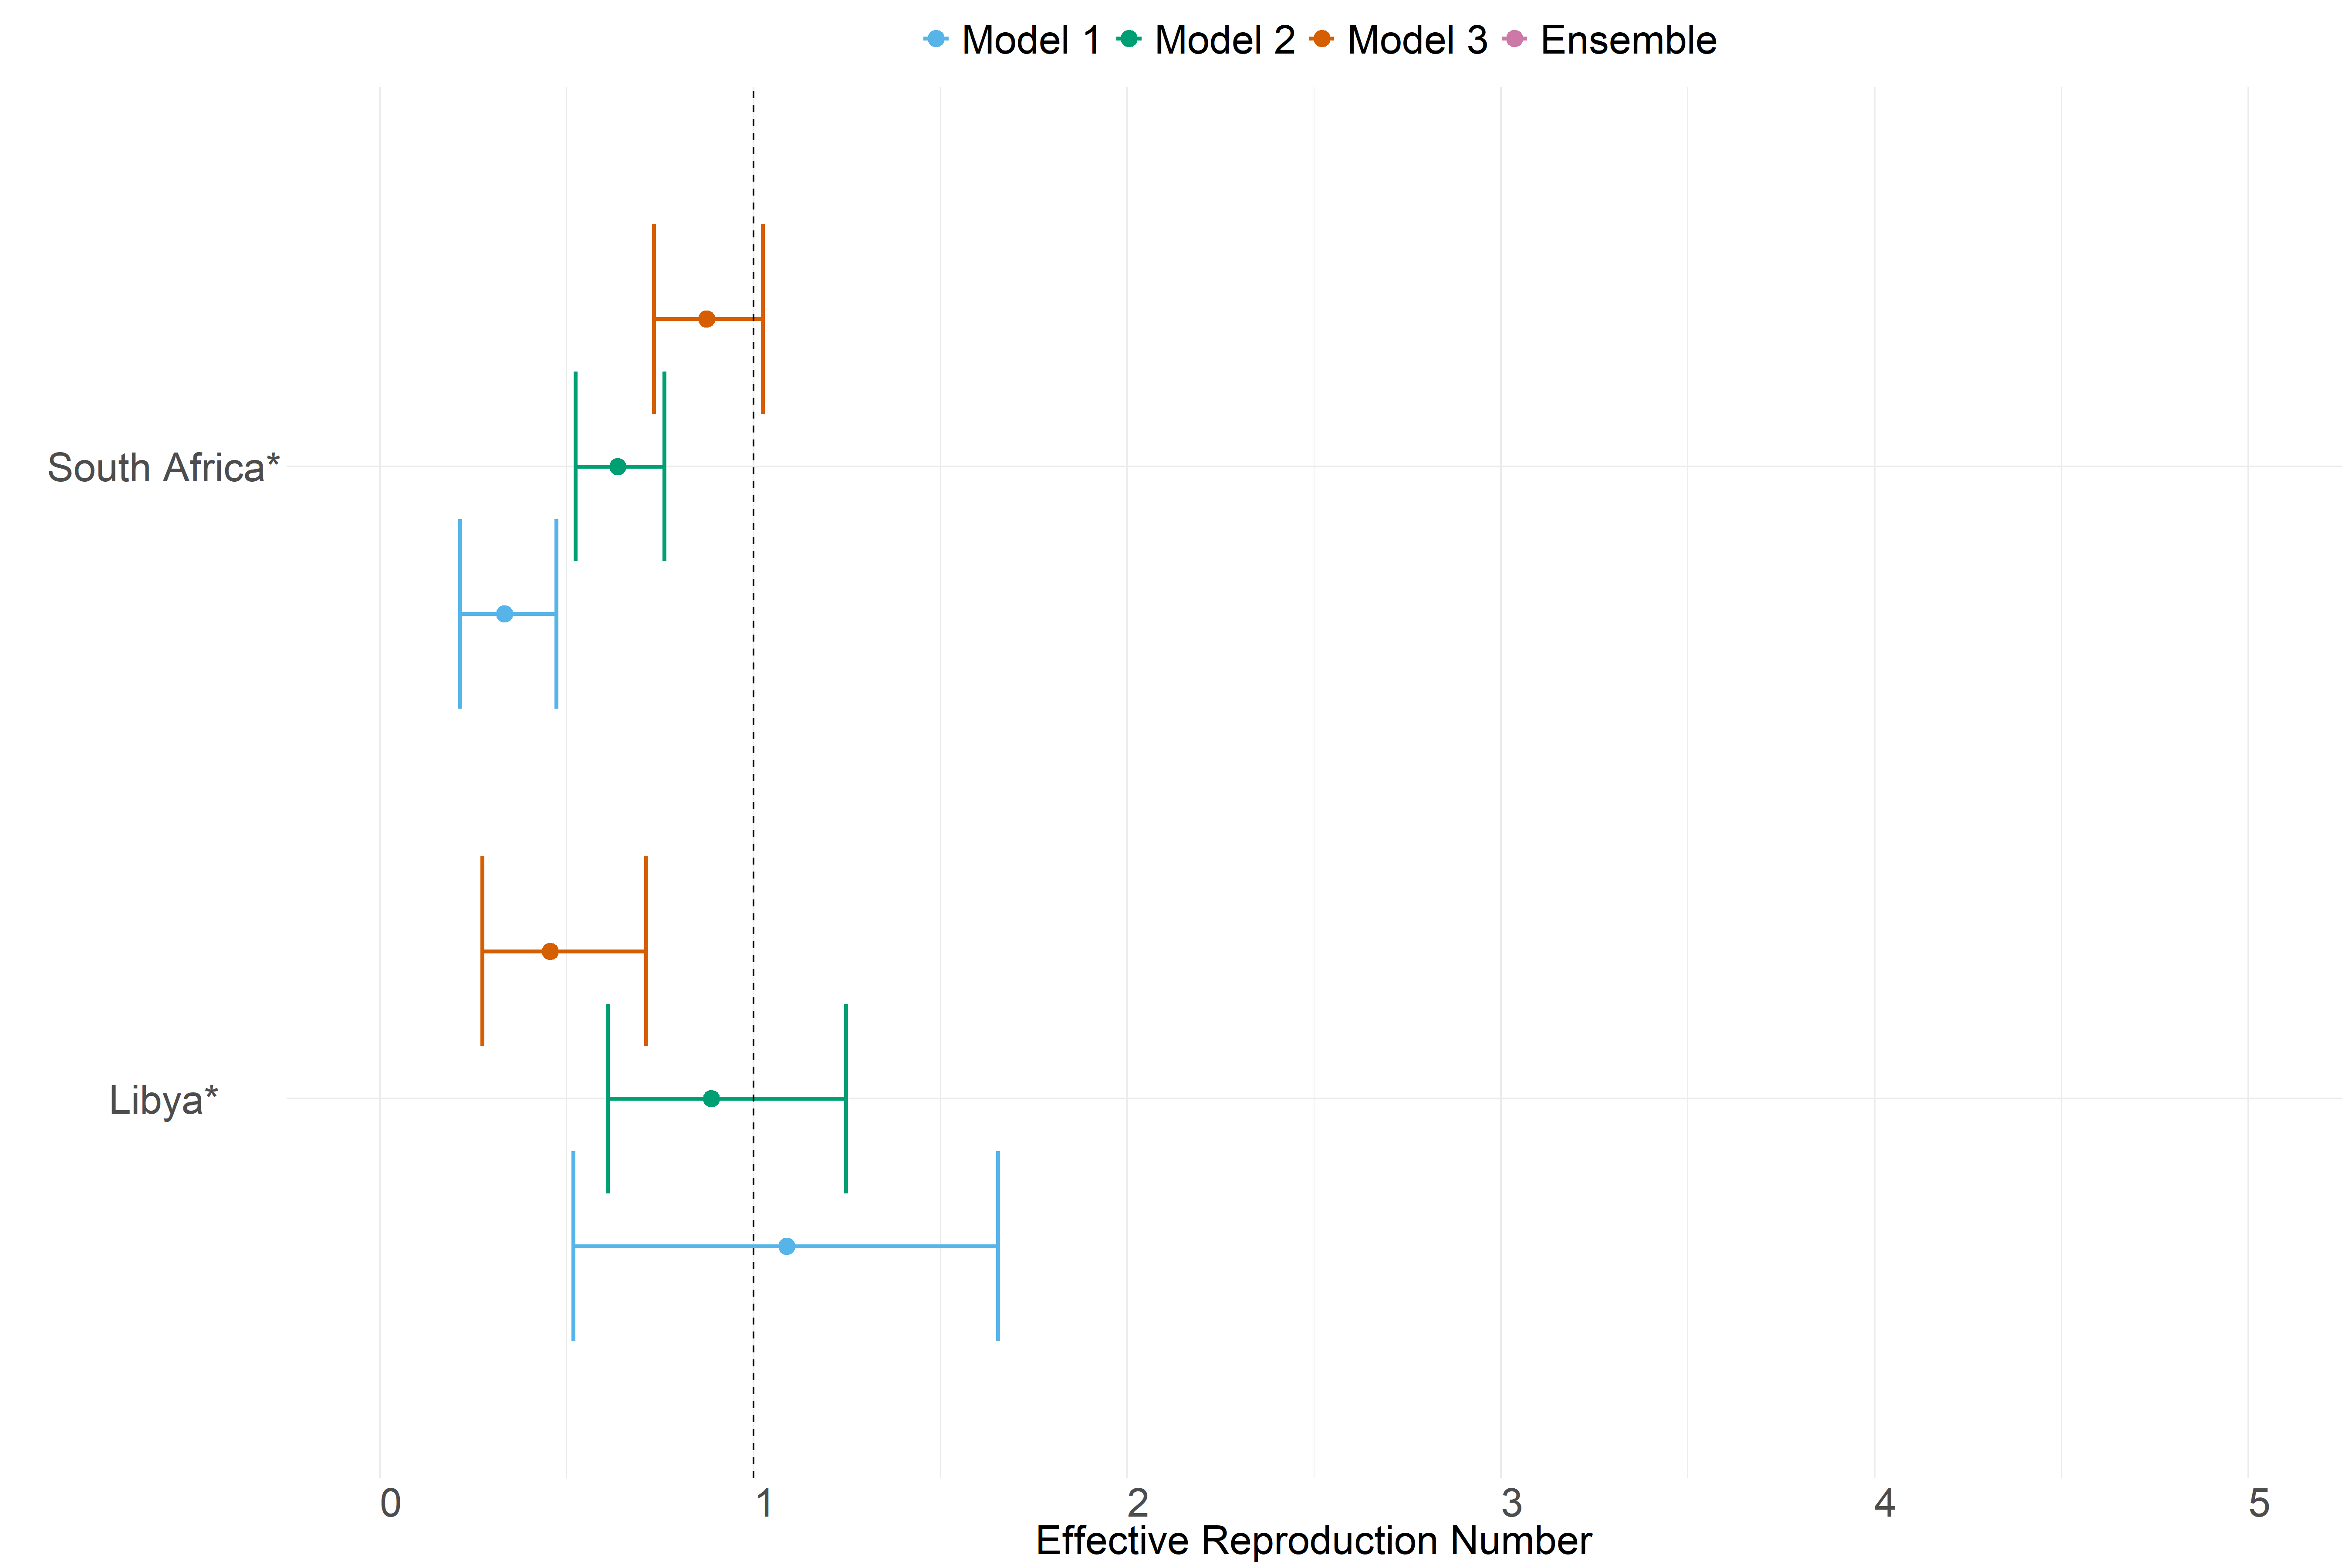 Model 1 Model 2 Model 3 Ensemble
South Africa*
Libya*
0 1 2 3 4 5
Effective Reproduction Number